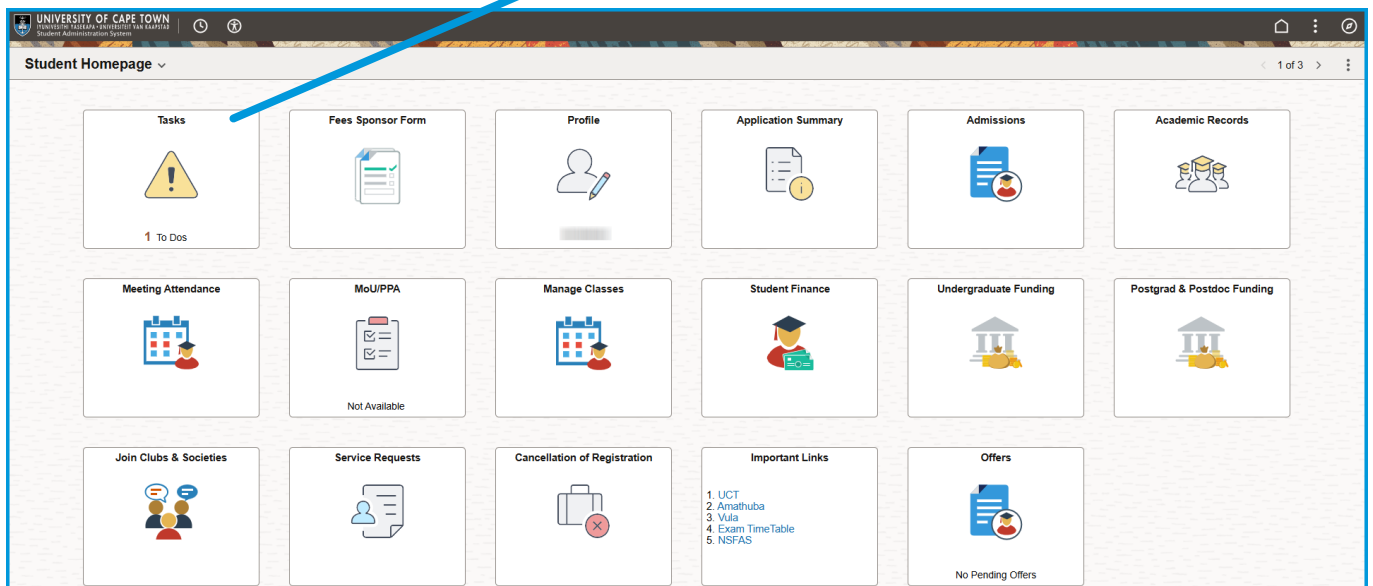 UNIVERSITY OF CAPE TOWN
IYUNIVESITHI YASEKAPA • UNIVERSITEIT VAN KAAPSTAD
Student Administration System
Student Homepage
1 of 3
Tasks
Fees Sponsor Form
Profile
Application Summary
Admissions
Academic Records
1 To Dos
Meeting Attendance
MoU/PPA
Manage Classes
Student Finance
Undergraduate Funding
Postgrad & Postdoc Funding
Not Available
Join Clubs & Societies
Service Requests
Cancellation of Registration
Important Links
Offers
1. UCT
2. Amathuba
3. Vula
4. Exam TimeTable
5. NSFAS
No Pending Offers